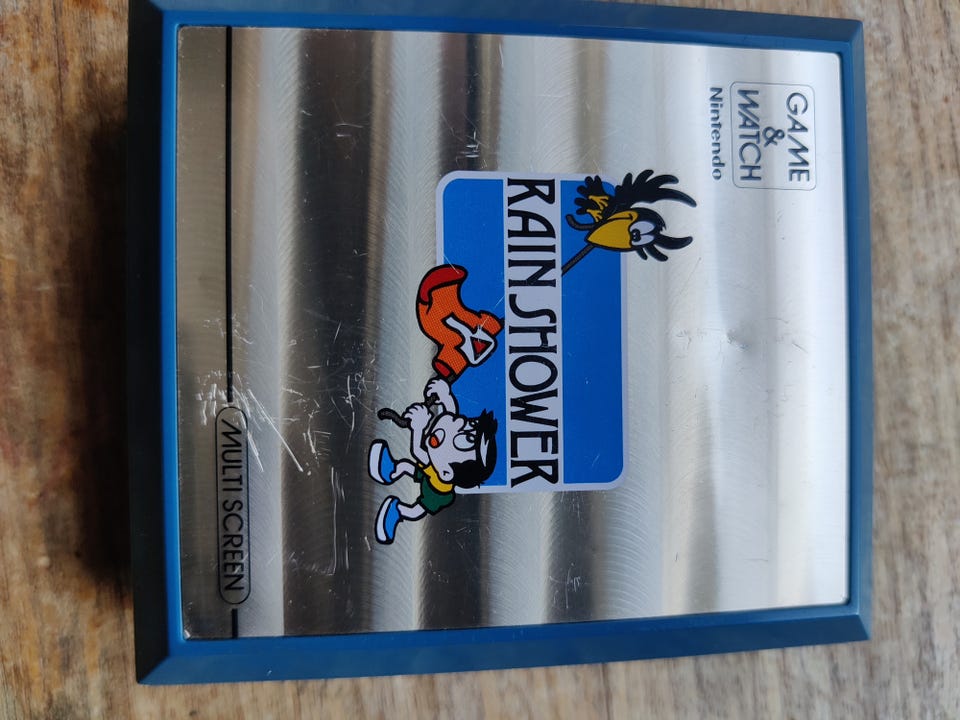 GAME
&
WATCH
Nintendo
RAIN SHOWER
MULTI SCREEN